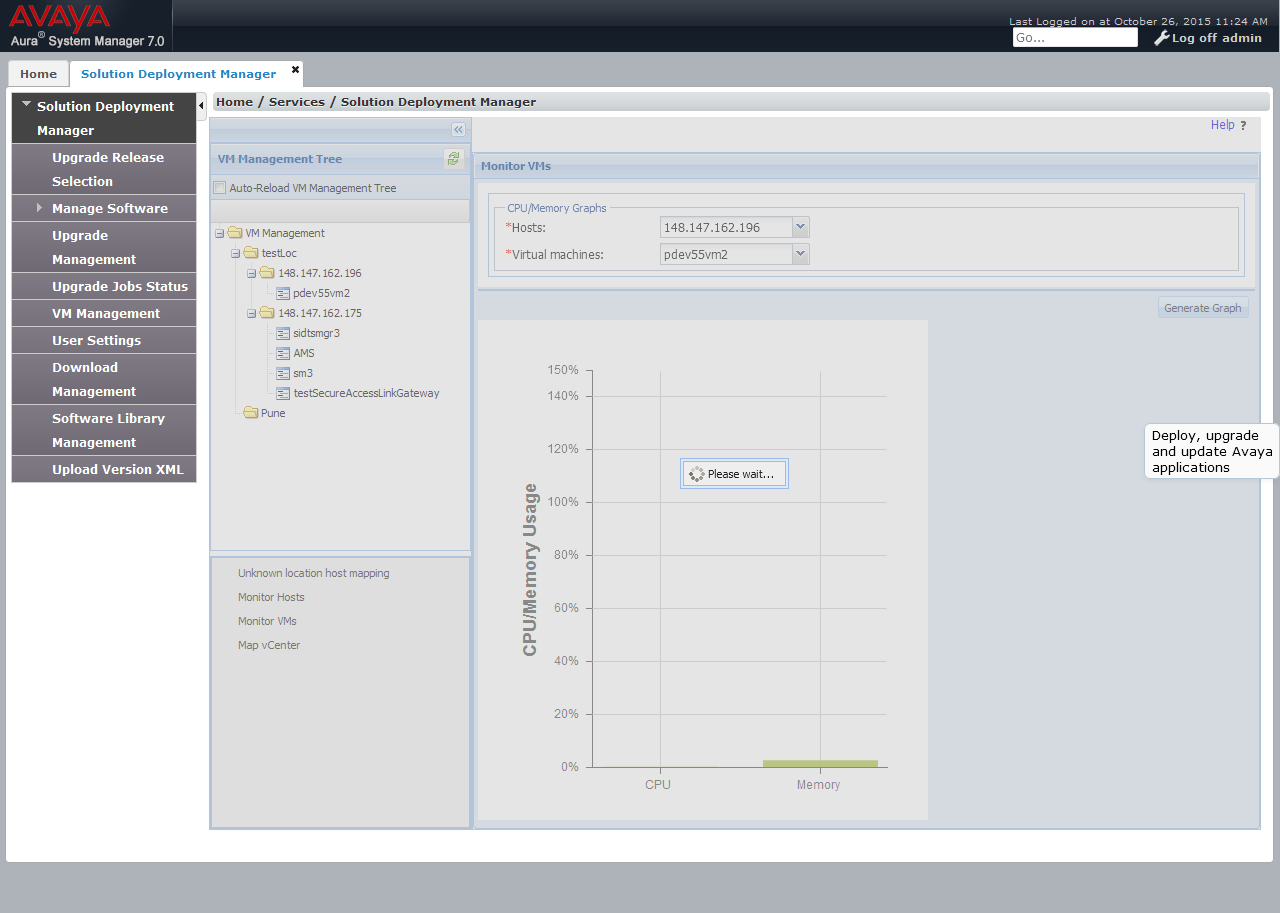 AVAYA
Aura® System Manager 7.0
Last Logged on at October 26, 2015 11:24 AM
Go...
Log off admin
Home
Solution Deployment Manager
Solution Deployment
Manager
Upgrade Release
Selection
Manage Software
Upgrade
Management
Upgrade Jobs Status
VM Management
User Settings
Download
Management
Software Library
Management
Upload Version XML
Home / Services / Solution Deployment Manager
Help ?
VM Management Tree
Auto-Reload VM Management Tree
VM Management
testLoc
148.147.162.196
pdev55vm2
148.147.162.175
sidtsmgr3
AMS
sm3
testSecureAccessLinkGateway
Pune
Unknown location host mapping
Monitor Hosts
Monitor VMs
Map vCenter
Monitor VMs
CPU/Memory Graphs
*Hosts: 148.147.162.196
*Virtual machines: pdev55vm2
Generate Graph
CPU/Memory Usage
150%
140%
120%
100%
80%
60%
40%
20%
0%
CPU
Memory
Please wait...
Deploy, upgrade
and update Avaya
applications